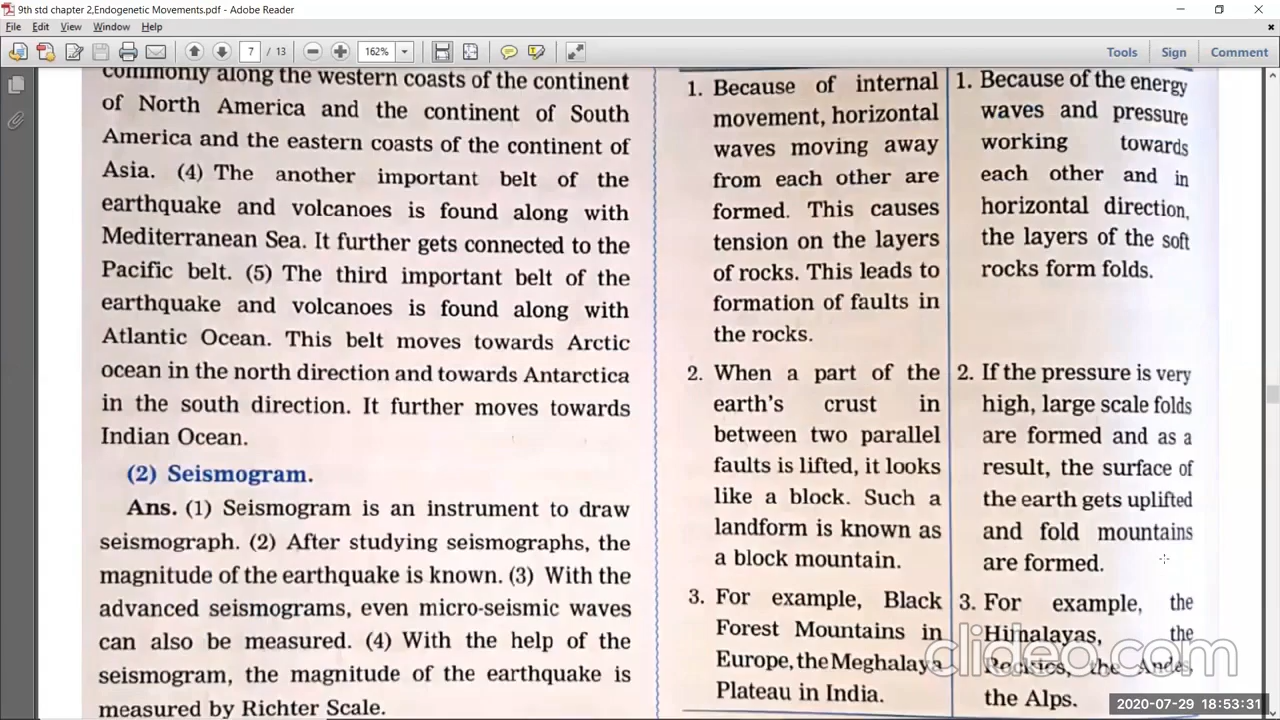 9th std chapter 2,Endogenetic Movements.pdf - Adobe Reader
File Edit View Window Help
7 / 13 162% Tools Sign Comment
commonly along the western coasts of the continent
of North America and the continent of South
America and the eastern coasts of the continent of
Asia. (4) The another important belt of the
earthquake and volcanoes is found along with
Mediterranean Sea. It further gets connected to the
Pacific belt. (5) The third important belt of the
earthquake and volcanoes is found along with
Atlantic Ocean. This belt moves towards Arctic
ocean in the north direction and towards Antarctica
in the south direction. It further moves towards
Indian Ocean.
(2) Seismogram.
Ans. (1) Seismogram is an instrument to draw
seismograph. (2) After studying seismographs, the
magnitude of the earthquake is known. (3) With the
advanced seismograms, even micro-seismic waves
can also be measured. (4) With the help of the
seismogram, the magnitude of the earthquake is
measured by Richter Scale.
1. Because of internal
movement, horizontal
waves moving away
from each other are
formed. This causes
tension on the layers
of rocks. This leads to
formation of faults in
the rocks.
2. When a part of the
earth's crust in
between two parallel
faults is lifted, it looks
like a block. Such a
landform is known as
a block mountain.
3. For example, Black
Forest Mountains in
Europe, the Meghalaya
Plateau in India.
1. Because of the energy
waves and pressure
working towards
each other and in
horizontal direction,
the layers of the soft
rocks form folds.
2. If the pressure is very
high, large scale folds
are formed and as a
result, the surface of
the earth gets uplifted
and fold mountains
are formed.
3. For example, the
Himalayas, the
Rockies, the Andes,
the Alps.
clideo.com
2020-07-29 18:53:31